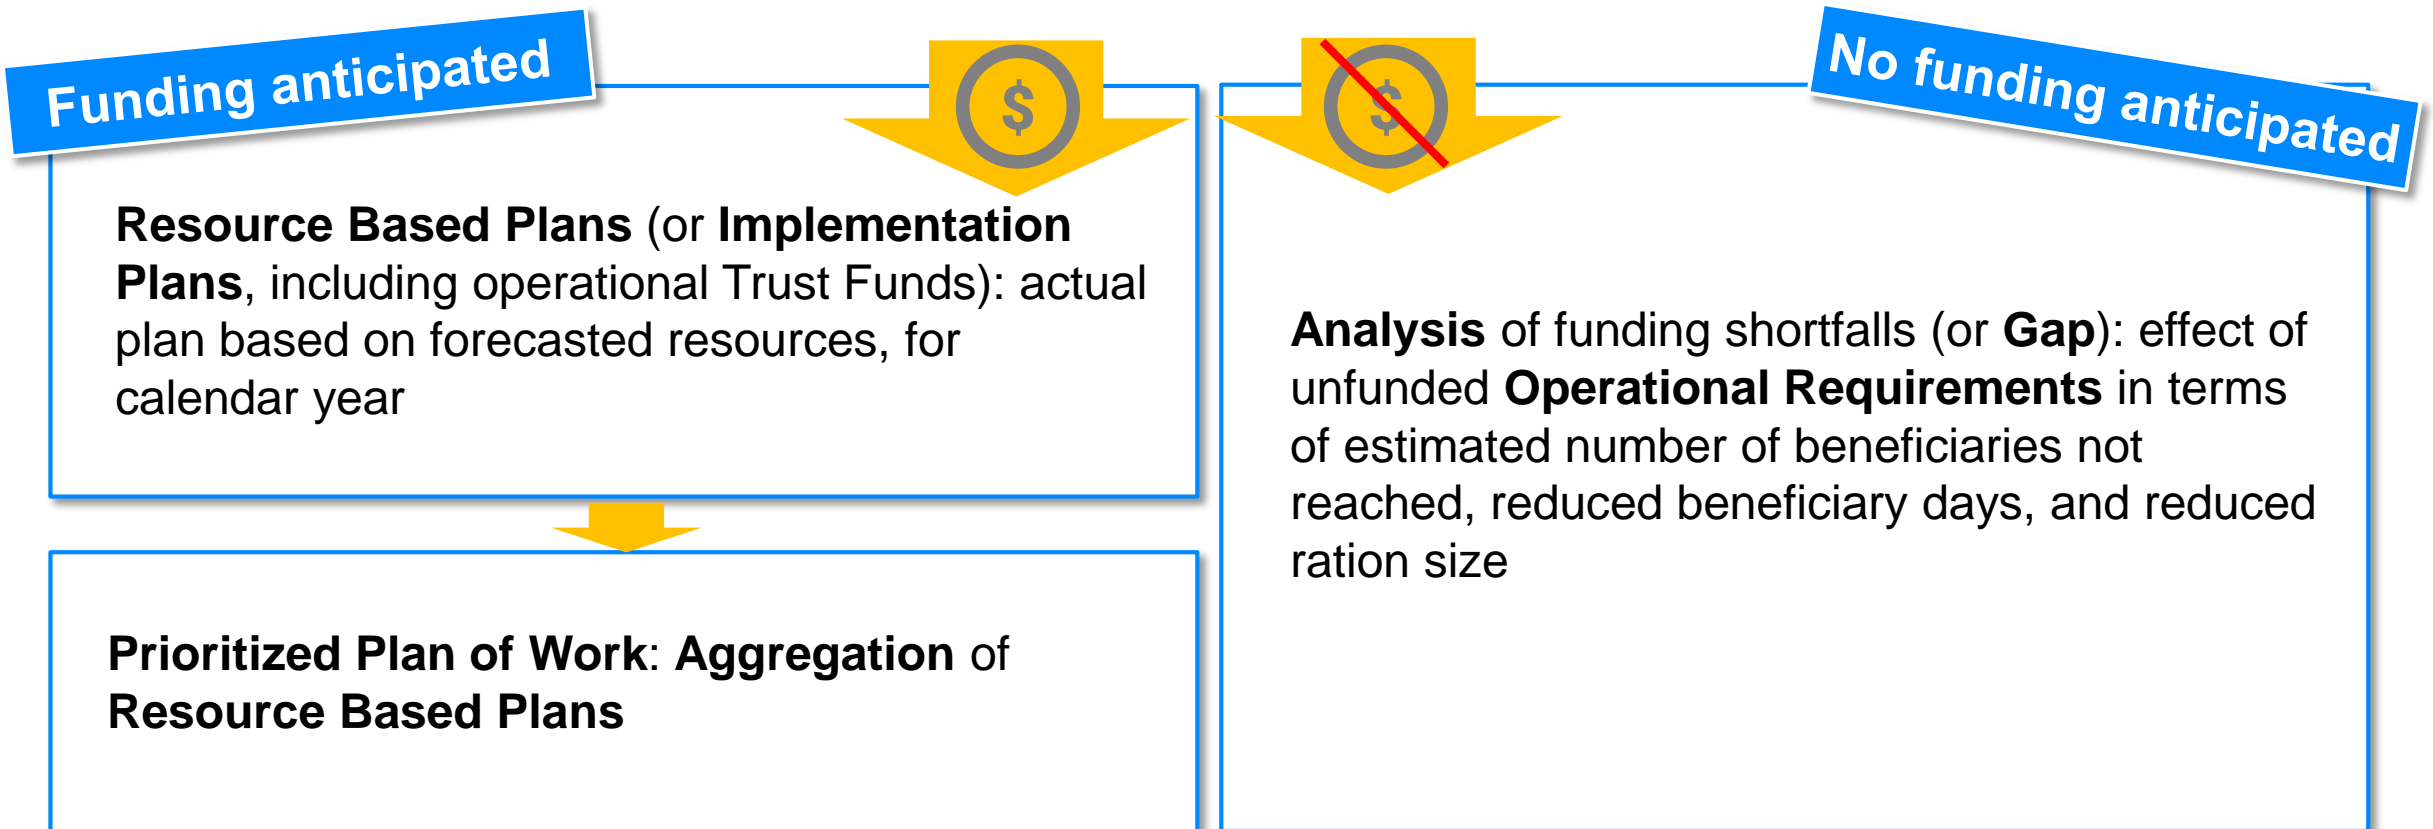 Funding anticipated
$
Resource Based Plans (or Implementation
Plans, including operational Trust Funds): actual
plan based on forecasted resources, for
calendar year
Prioritized Plan of Work: Aggregation of
Resource Based Plans
$
No funding anticipated
Analysis of funding shortfalls (or Gap): effect of
unfunded Operational Requirements in terms
of estimated number of beneficiaries not
reached, reduced beneficiary days, and reduced
ration size